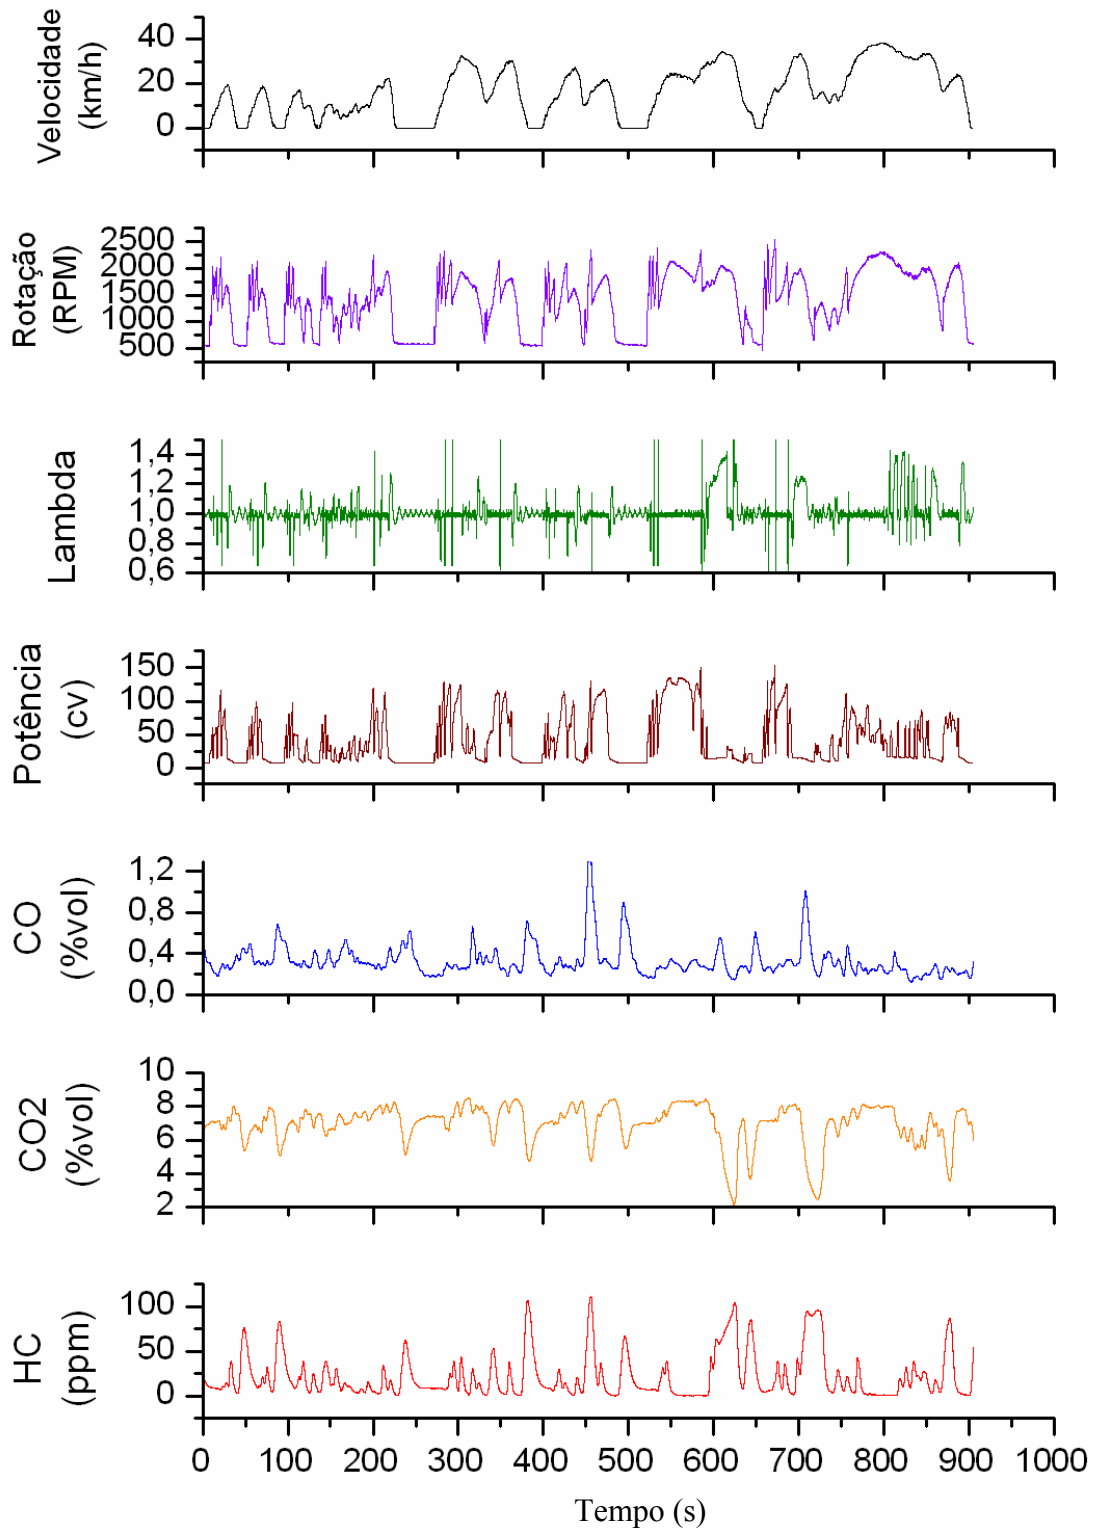 Velocidade
(km/h)
40
20
0
Rotação
(RPM)
2500
2000
1500
1000
500
Lambda
1,4
1,2
1,0
0,8
0,6
Potência
(cv)
150
100
50
0
CO
(%vol)
1,2
0,8
0,4
0,0
CO2
(%vol)
10
8
6
4
2
HC
(ppm)
100
50
0
0 100 200 300 400 500 600 700 800 900 1000
Tempo (s)